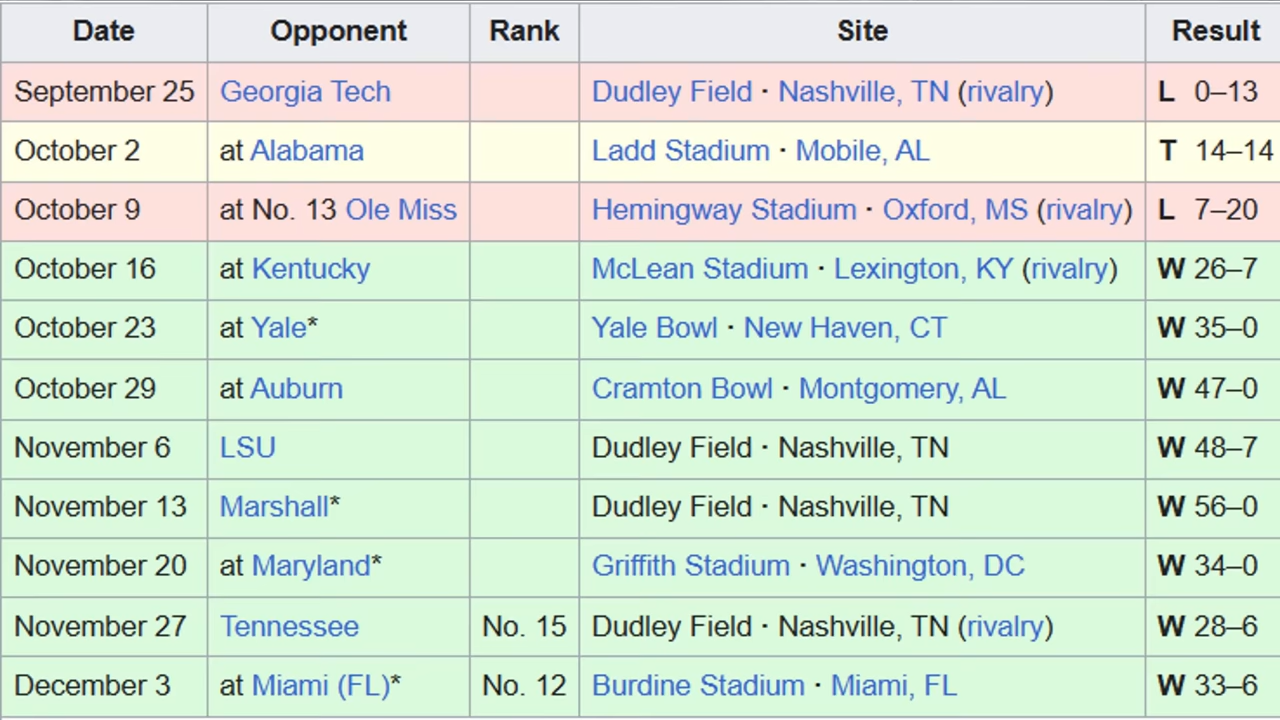 Date Opponent Rank Site Result
September 25 Georgia Tech Dudley Field · Nashville, TN (rivalry) L 0–13
October 2 at Alabama Ladd Stadium · Mobile, AL T 14–14
October 9 at No. 13 Ole Miss Hemingway Stadium · Oxford, MS (rivalry) L 7–20
October 16 at Kentucky McLean Stadium · Lexington, KY (rivalry) W 26–7
October 23 at Yale* Yale Bowl · New Haven, CT W 35–0
October 29 at Auburn Cramton Bowl · Montgomery, AL W 47–0
November 6 LSU Dudley Field · Nashville, TN W 48–7
November 13 Marshall* Dudley Field · Nashville, TN W 56–0
November 20 at Maryland* Griffith Stadium · Washington, DC W 34–0
November 27 Tennessee No. 15 Dudley Field · Nashville, TN (rivalry) W 28–6
December 3 at Miami (FL)* No. 12 Burdine Stadium · Miami, FL W 33–6